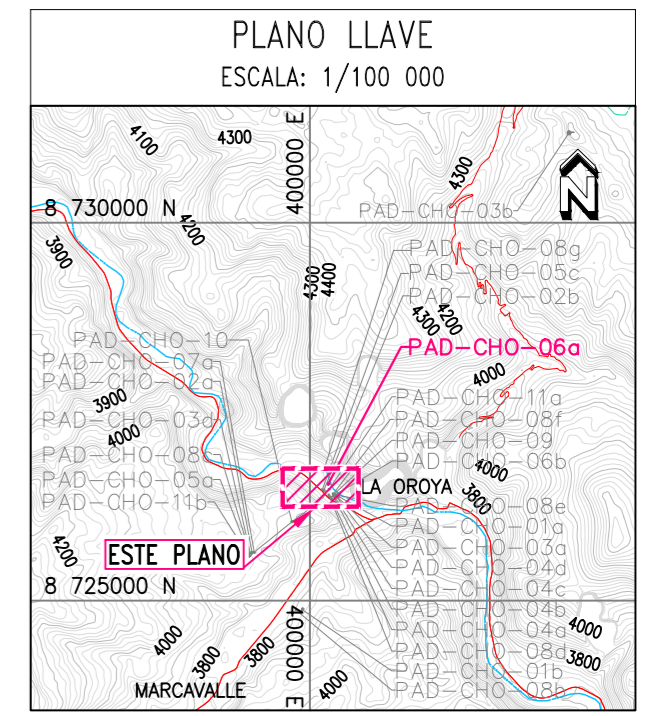 PLANO LLAVE
ESCALA: 1/100 000
4100
4300
400000 E
4300
N
PAD-CHO-03b
8 730000 N
4200
3900
4300
4400
PAD-CHO-08g
PAD-CHO-05c
PAD-CHO-02b
4300
4200
PAD-CHO-10
PAD-CHO-06a
PAD-CHO-07a
PAD-CHO-02a
4000
3900
PAD-CHO-11a
PAD-CHO-03d
PAD-CHO-08f
4000
PAD-CHO-09
PAD-CHO-06b
4000
PAD-CHO-05a
LA OROYA
3800
PAD-CHO-11b
PAD-CHO-08e
PAD-CHO-01a
4200
ESTE PLANO
PAD-CHO-03a
PAD-CHO-04d
8 725000 N
PAD-CHO-04c
PAD-CHO-04b
400000 E
PAD-CHO-04a
4000
4000
3800
3800
PAD-CHO-08d
3800
PAD-CHO-01b
MARCAVALLE
4000
PAD-CHO-08b